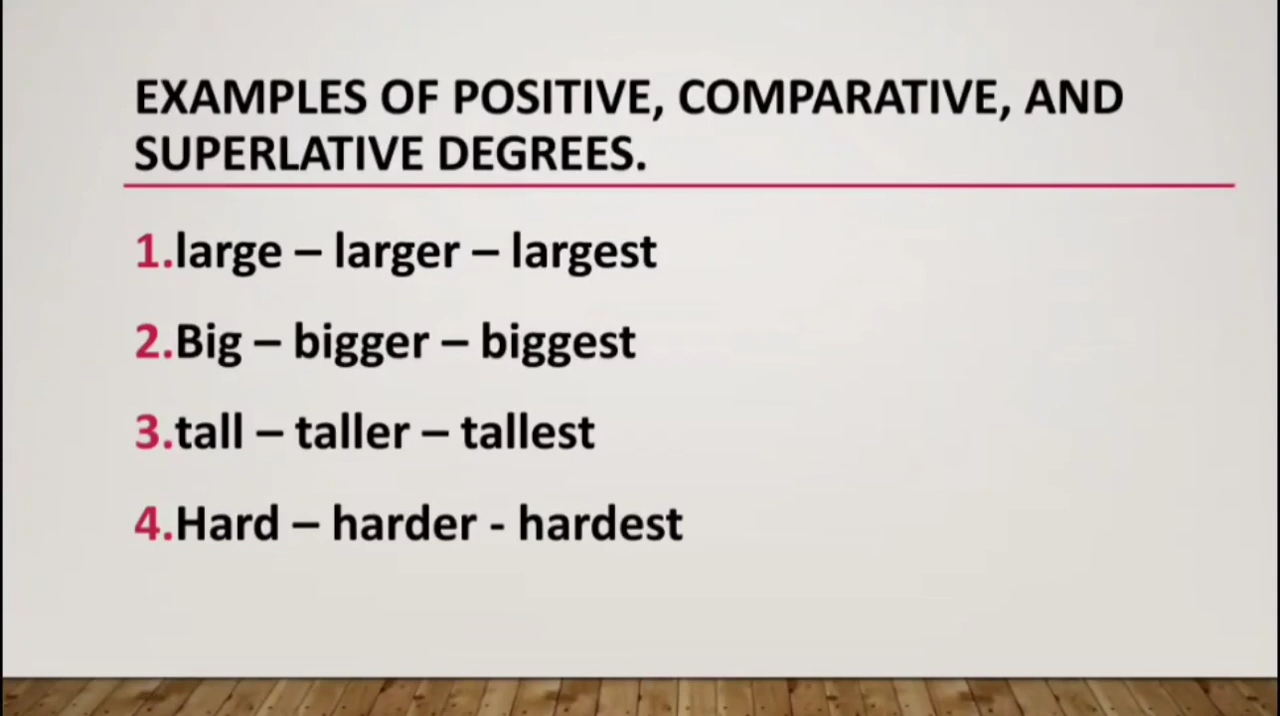 EXAMPLES OF POSITIVE, COMPARATIVE, AND
SUPERLATIVE DEGREES.
1.large – larger – largest
2.Big – bigger – biggest
3.tall – taller – tallest
4.Hard – harder - hardest